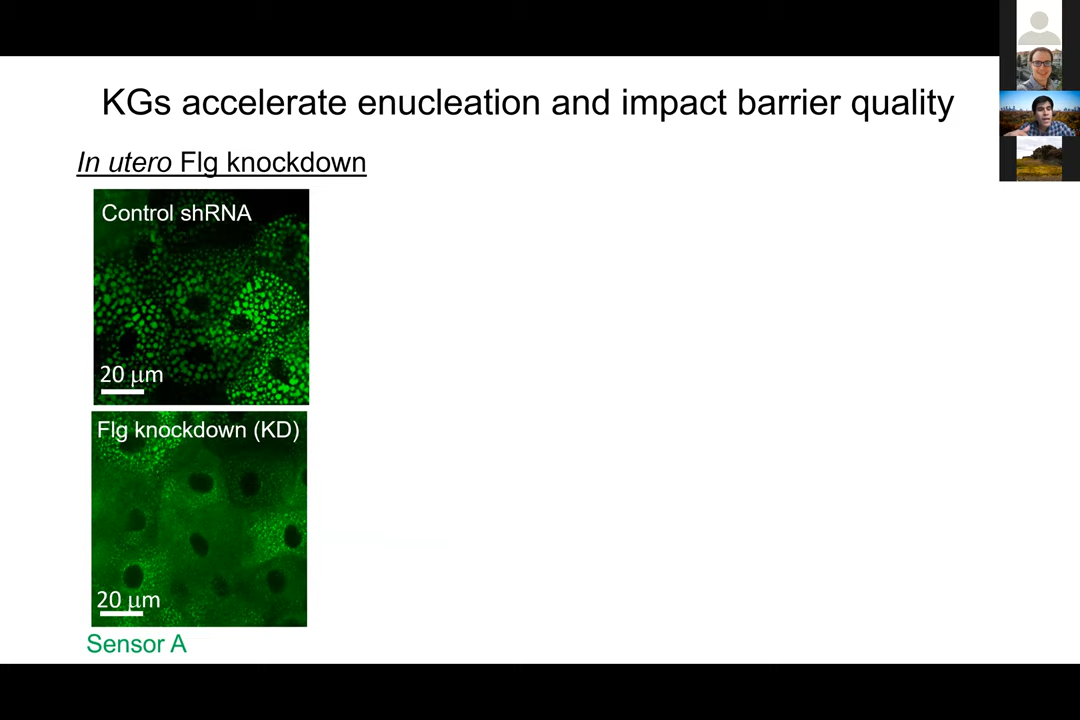 KGs accelerate enucleation and impact barrier quality
In utero Flg knockdown
Control shRNA
20 μm
Flg knockdown (KD)
20 μm
Sensor A